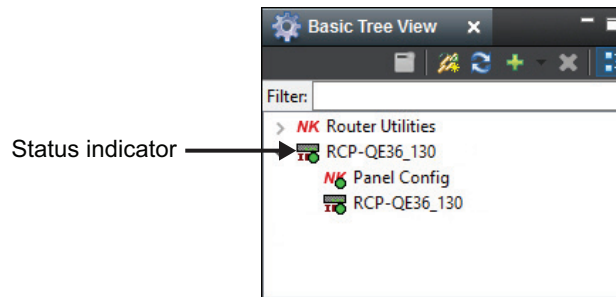 Basic Tree View
Filter:
NK Router Utilities
Status indicator
RCP-QE36_130
NK Panel Config
RCP-QE36_130